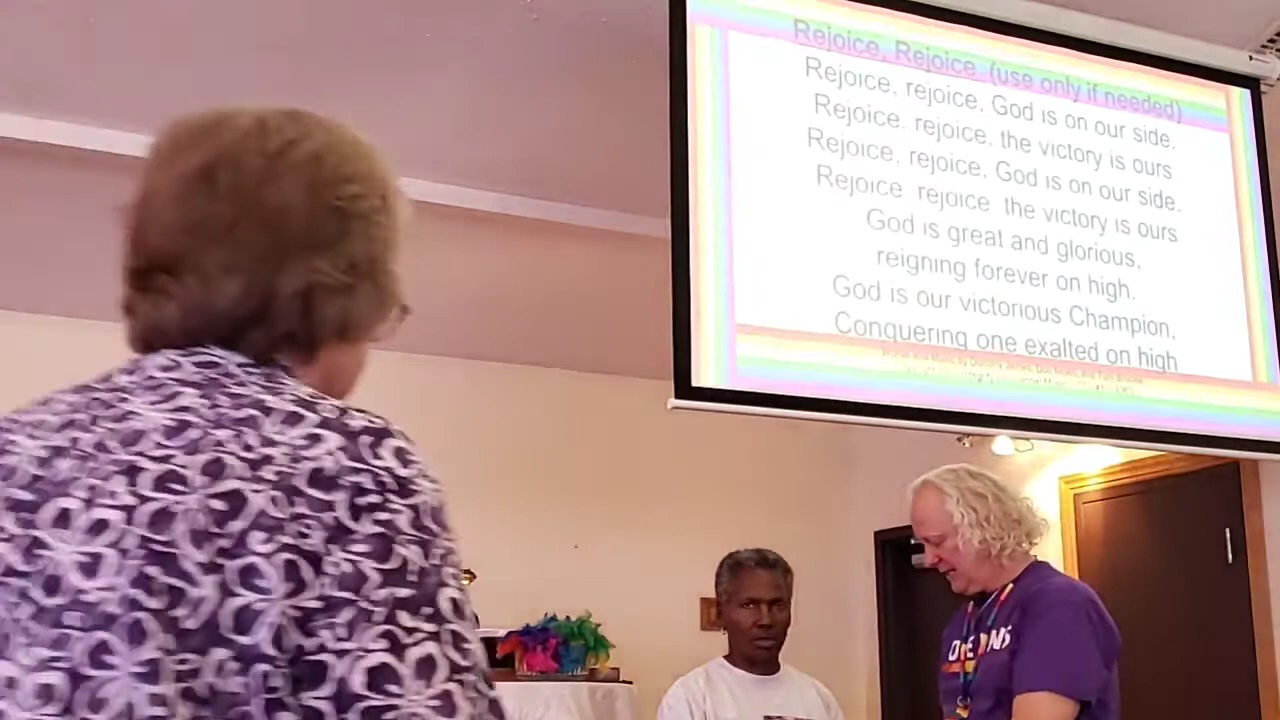 Rejoice, Rejoice (use only if needed)
Rejoice, rejoice. God is on our side.
Rejoice. rejoice. the victory is ours
Rejoice, rejoice. God is on our side.
Rejoice rejoice the victory is ours
God is great and glorious,
reigning forever on high.
God is our victorious Champion,
Conquering one exalted on high